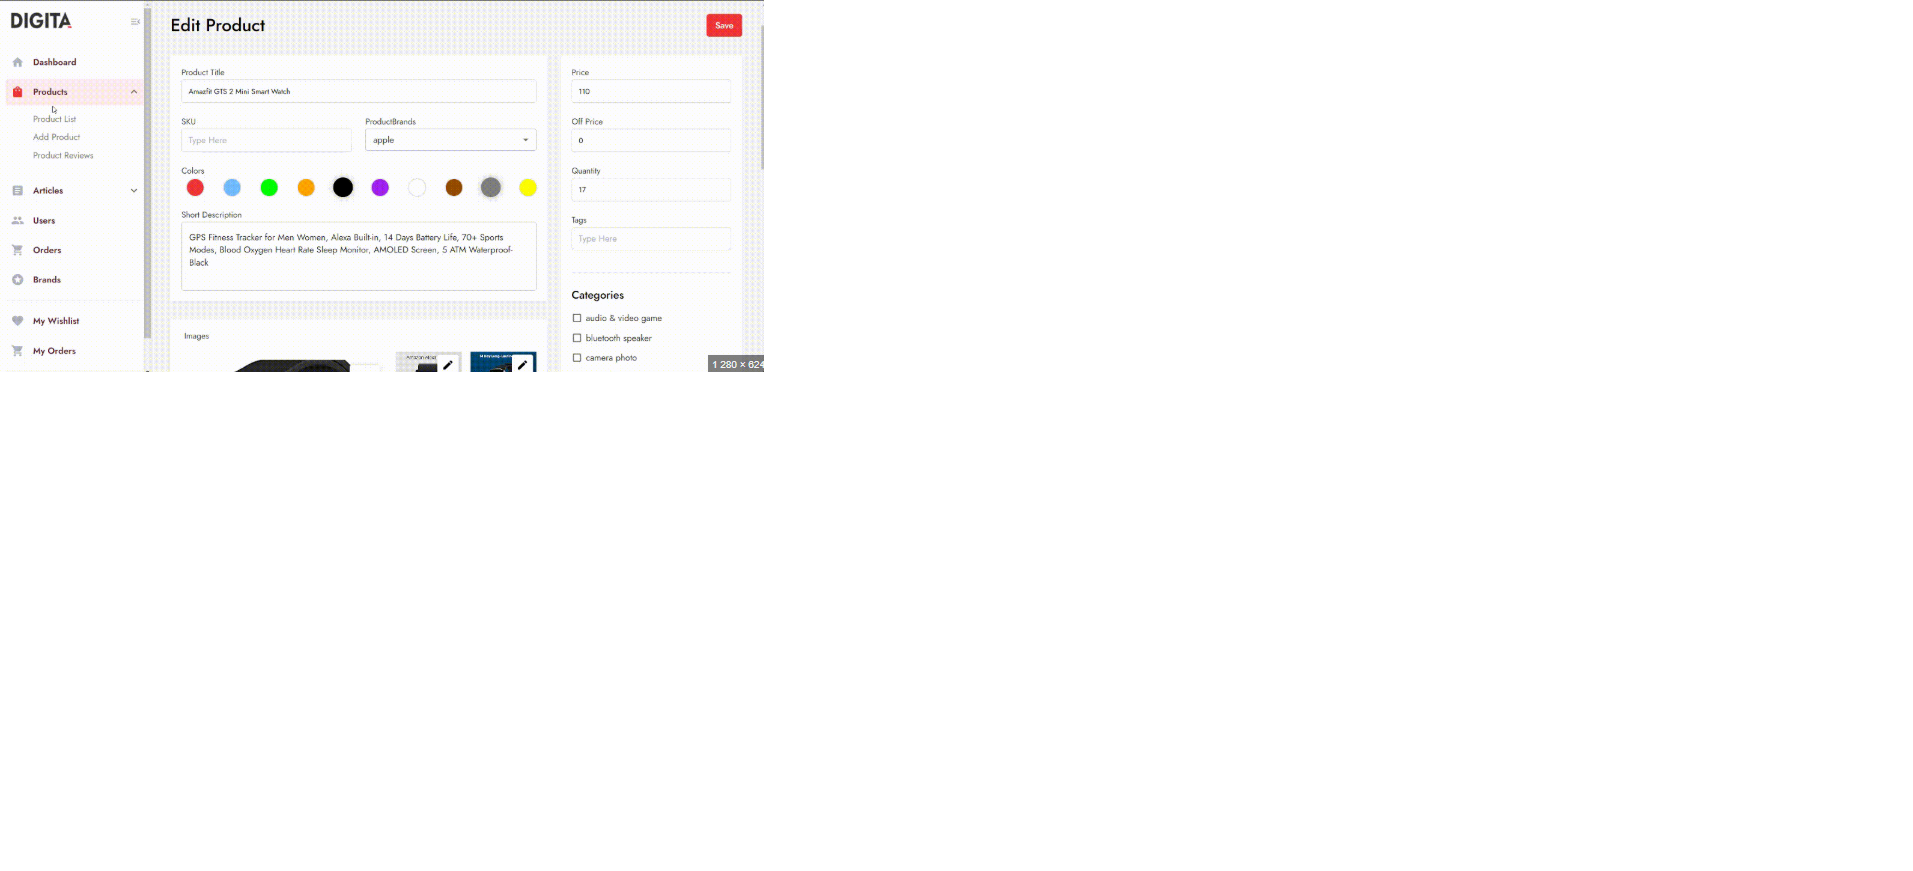 DIGITA
Dashboard
Products
Product List
Add Product
Product Reviews
Articles
Users
Orders
Brands
My Wishlist
My Orders
Edit Product
Save
Product Title
Amazfit GTS 2 Mini Smart Watch
SKU
Type Here
ProductBrands
apple
Colors
Short Description
GPS Fitness Tracker for Men Women, Alexa Built-in, 14 Days Battery Life, 70+ Sports
Modes, Blood Oxygen Heart Rate Sleep Monitor, AMOLED Screen, 5 ATM Waterproof-
Black
Images
Price
110
Off Price
0
Quantity
17
Tags
Type Here
Categories
audio & video game
bluetooth speaker
camera photo
1 280 × 624